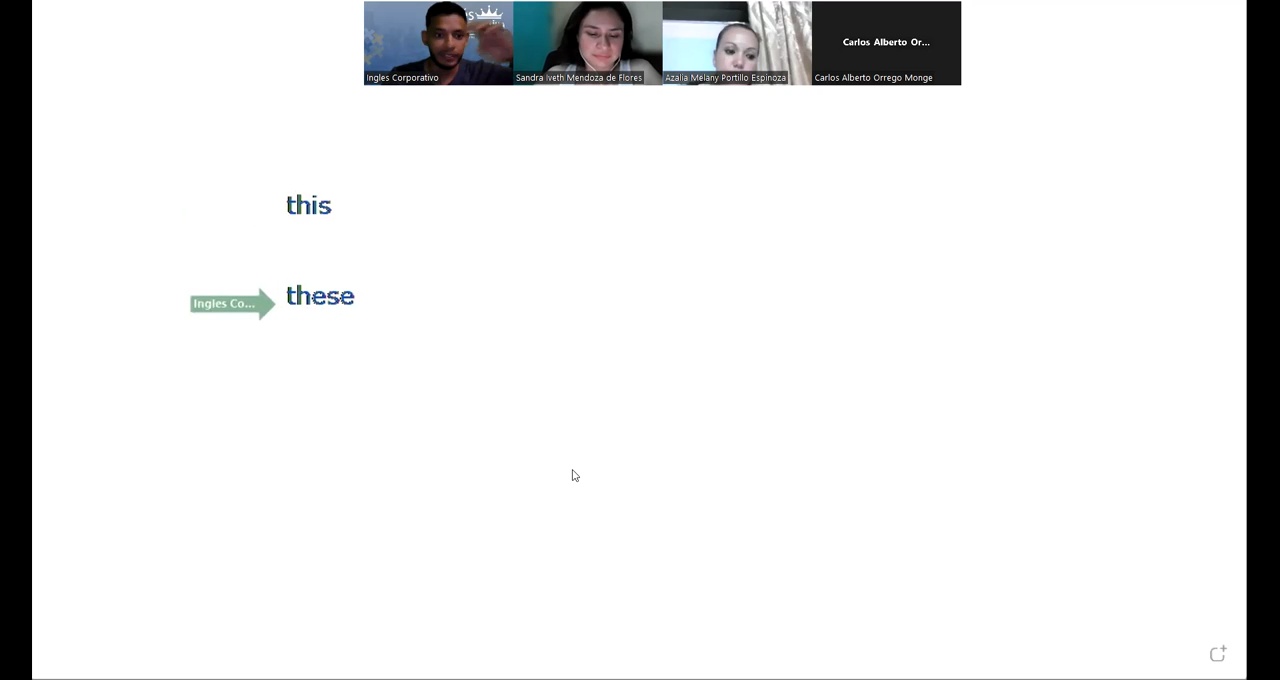 Carlos Alberto Or...
Ingles Corporativo
Sandra Iveth Mendoza de Flores
Azalia Melany Portillo Espinoza
Carlos Alberto Orrego Monge
this
Ingles Co...
these